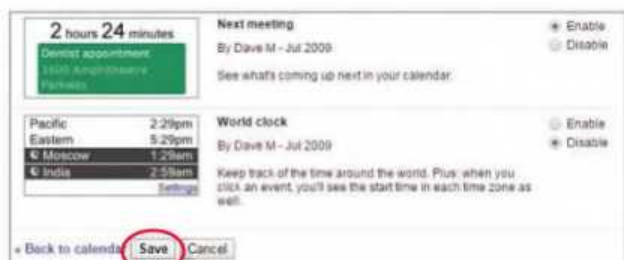 2 hours 24 minutes
Dentist appointment
1600 Amphitheatre
Parkway
Next meeting
By Dave M - Jul 2009
See what's coming up next in your calendar.
Enable
Disable
Pacific 2:29pm
Eastern 5:29pm
Moscow 1:29am
India 2:59am
Settings
World clock
By Dave M - Jul 2009
Keep track of the time around the world. Plus: when you
click an event, you'll see the start time in each time zone as
well.
Enable
Disable
« Back to calendar Save Cancel